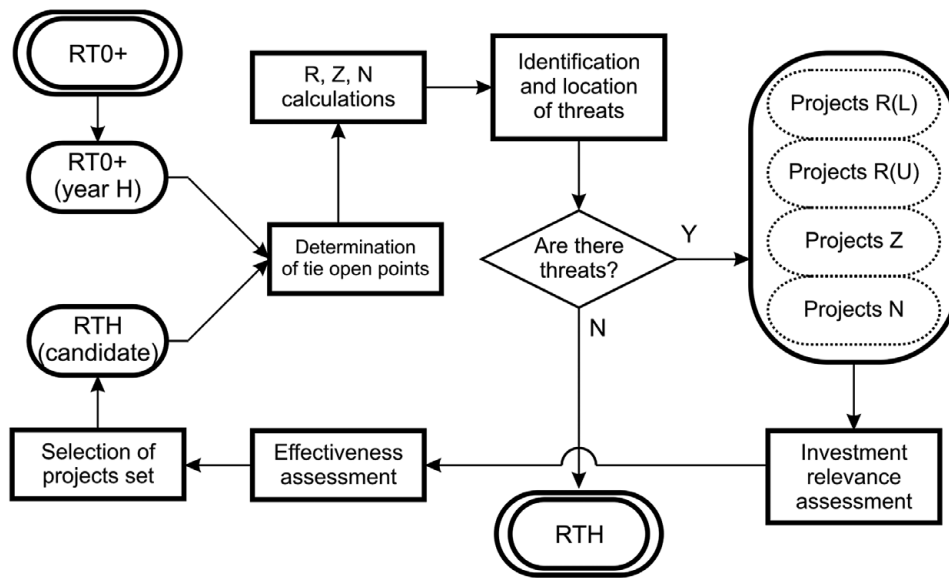 RT0+
RT0+
(year H)
RTH
(candidate)
Selection of
projects set
R, Z, N
calculations
Determination
of tie open points
Effectiveness
assessment
Identification
and location
of threats
Are there
threats?
Y
N
RTH
Projects R(L)
Projects R(U)
Projects Z
Projects N
Investment
relevance
assessment